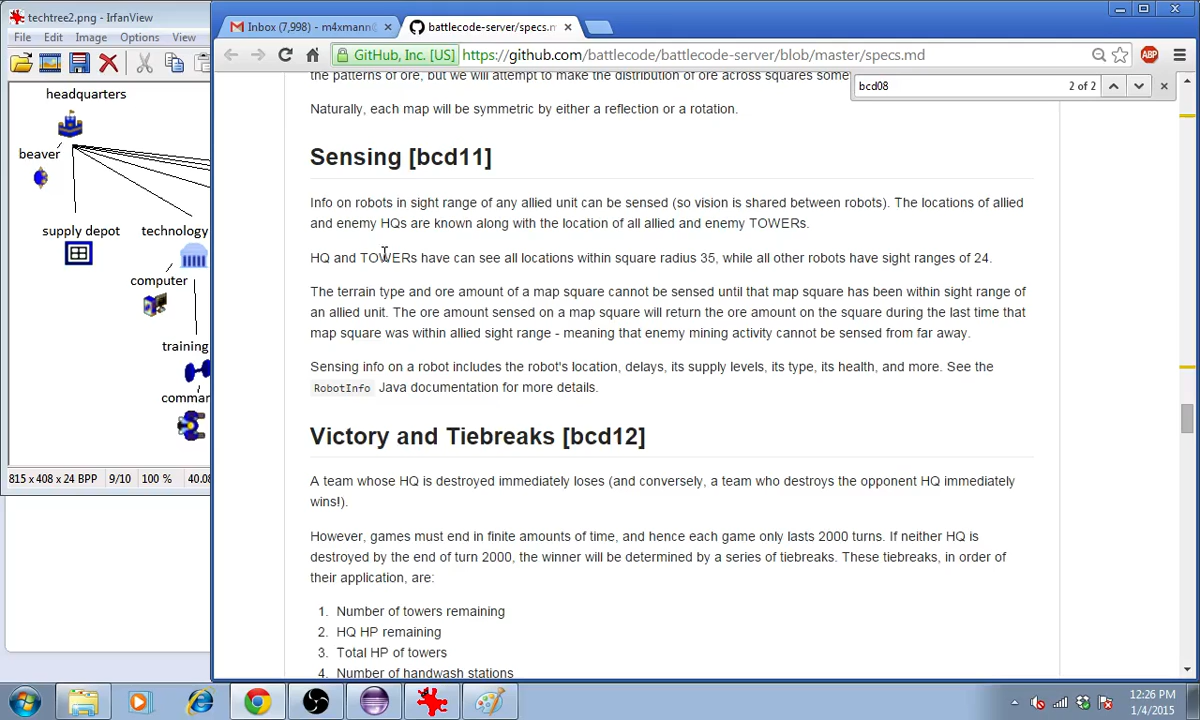 techtree2.png - IrfanView
File Edit Image Options View
headquarters
beaver
supply depot
technology
computer
training
comman
815 x 408 x 24 BPP 9/10 100 % 40.08
Inbox (7,998) - m4xmann@
battlecode-server/specs.m
GitHub, Inc. [US] https://github.com/battlecode/battlecode-server/blob/master/specs.md
ABP
bcd08 2 of 2
the patterns of ore, but we will attempt to make the distribution of ore across squares some
Naturally, each map will be symmetric by either a reflection or a rotation.
Sensing [bcd11]
Info on robots in sight range of any allied unit can be sensed (so vision is shared between robots). The locations of allied
and enemy HQs are known along with the location of all allied and enemy TOWERs.
HQ and TOWERs have can see all locations within square radius 35, while all other robots have sight ranges of 24.
The terrain type and ore amount of a map square cannot be sensed until that map square has been within sight range of
an allied unit. The ore amount sensed on a map square will return the ore amount on the square during the last time that
map square was within allied sight range - meaning that enemy mining activity cannot be sensed from far away.
Sensing info on a robot includes the robot's location, delays, its supply levels, its type, its health, and more. See the
RobotInfo Java documentation for more details.
Victory and Tiebreaks [bcd12]
A team whose HQ is destroyed immediately loses (and conversely, a team who destroys the opponent HQ immediately
wins!).
However, games must end in finite amounts of time, and hence each game only lasts 2000 turns. If neither HQ is
destroyed by the end of turn 2000, the winner will be determined by a series of tiebreaks. These tiebreaks, in order of
their application, are:
1. Number of towers remaining
2. HQ HP remaining
3. Total HP of towers
4. Number of handwash stations
12:26 PM
1/4/2015